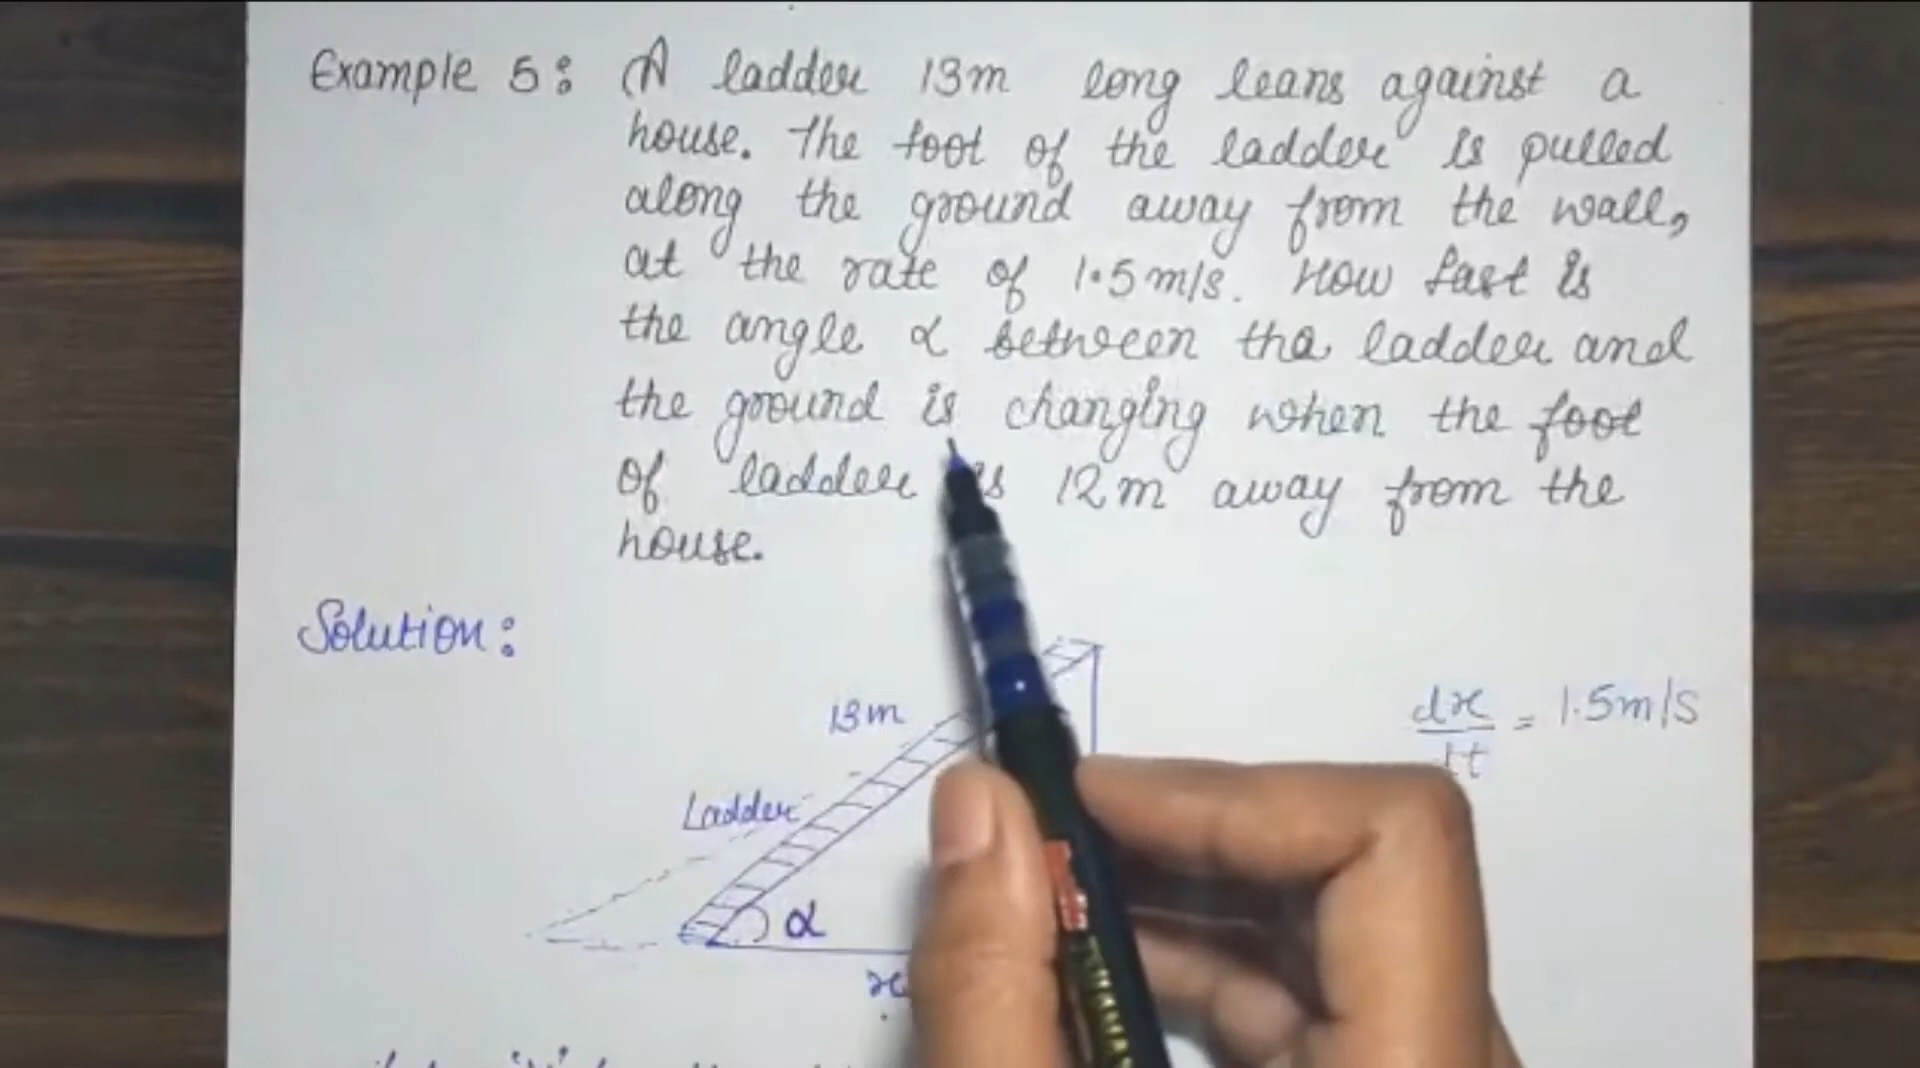 Example 5: A ladder 13m long leans against a
house. The foot of the ladder is pulled
along the ground away from the wall,
at the rate of 1.5m/s. How fast is
the angle α between the ladder and
the ground is changing when the foot
of ladder is 12m away from the
house.
Solution:
13m
dx/dt = 1.5m/s
Ladder
α
x